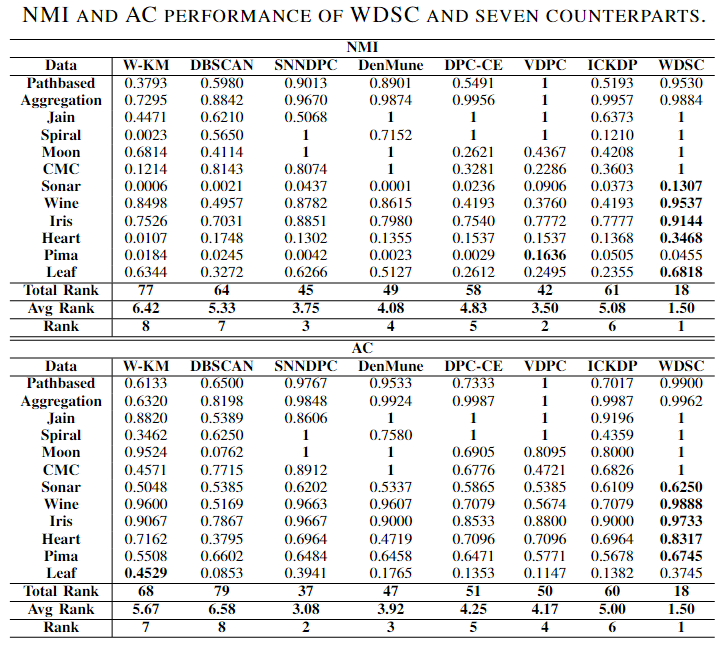 NMI AND AC PERFORMANCE OF WDSC AND SEVEN COUNTERPARTS.
NMI
Data W-KM DBSCAN SNNDPC DenMune DPC-CE VDPC ICKDP WDSC
Pathbased 0.3793 0.5980 0.9013 0.8901 0.5491 1 0.5193 0.9530
Aggregation 0.7295 0.8842 0.9670 0.9874 0.9956 1 0.9957 0.9884
Jain 0.4471 0.6210 0.5068 1 1 1 0.6373 1
Spiral 0.0023 0.5650 1 0.7152 1 1 0.1210 1
Moon 0.6814 0.4114 1 1 0.2621 0.4367 0.4208 1
CMC 0.1214 0.8143 0.8074 1 0.3281 0.2286 0.3603 1
Sonar 0.0006 0.0021 0.0437 0.0001 0.0236 0.0906 0.0373 0.1307
Wine 0.8498 0.4957 0.8782 0.8615 0.4193 0.3760 0.4193 0.9537
Iris 0.7526 0.7031 0.8851 0.7980 0.7540 0.7772 0.7777 0.9144
Heart 0.0107 0.1748 0.1302 0.1355 0.1537 0.1537 0.1368 0.3468
Pima 0.0184 0.0245 0.0042 0.0023 0.0029 0.1636 0.0505 0.0455
Leaf 0.6344 0.3272 0.6266 0.5127 0.2612 0.2495 0.2355 0.6818
Total Rank 77 64 45 49 58 42 61 18
Avg Rank 6.42 5.33 3.75 4.08 4.83 3.50 5.08 1.50
Rank 8 7 3 4 5 2 6 1
AC
Data W-KM DBSCAN SNNDPC DenMune DPC-CE VDPC ICKDP WDSC
Pathbased 0.6133 0.6500 0.9767 0.9533 0.7333 1 0.7017 0.9900
Aggregation 0.6320 0.8198 0.9848 0.9924 0.9987 1 0.9987 0.9962
Jain 0.8820 0.5389 0.8606 1 1 1 0.9196 1
Spiral 0.3462 0.6250 1 0.7580 1 1 0.4359 1
Moon 0.9524 0.0762 1 1 0.6905 0.8095 0.8000 1
CMC 0.4571 0.7715 0.8912 1 0.6776 0.4721 0.6826 1
Sonar 0.5048 0.5385 0.6202 0.5337 0.5865 0.5385 0.6109 0.6250
Wine 0.9600 0.5169 0.9663 0.9607 0.7079 0.5674 0.7079 0.9888
Iris 0.9067 0.7867 0.9667 0.9000 0.8533 0.8800 0.9000 0.9733
Heart 0.7162 0.3795 0.6964 0.4719 0.7096 0.7096 0.6964 0.8317
Pima 0.5508 0.6602 0.6484 0.6458 0.6471 0.5771 0.5678 0.6745
Leaf 0.4529 0.0853 0.3941 0.1765 0.1353 0.1147 0.1382 0.3745
Total Rank 68 79 37 47 51 50 60 18
Avg Rank 5.67 6.58 3.08 3.92 4.25 4.17 5.00 1.50
Rank 7 8 2 3 5 4 6 1